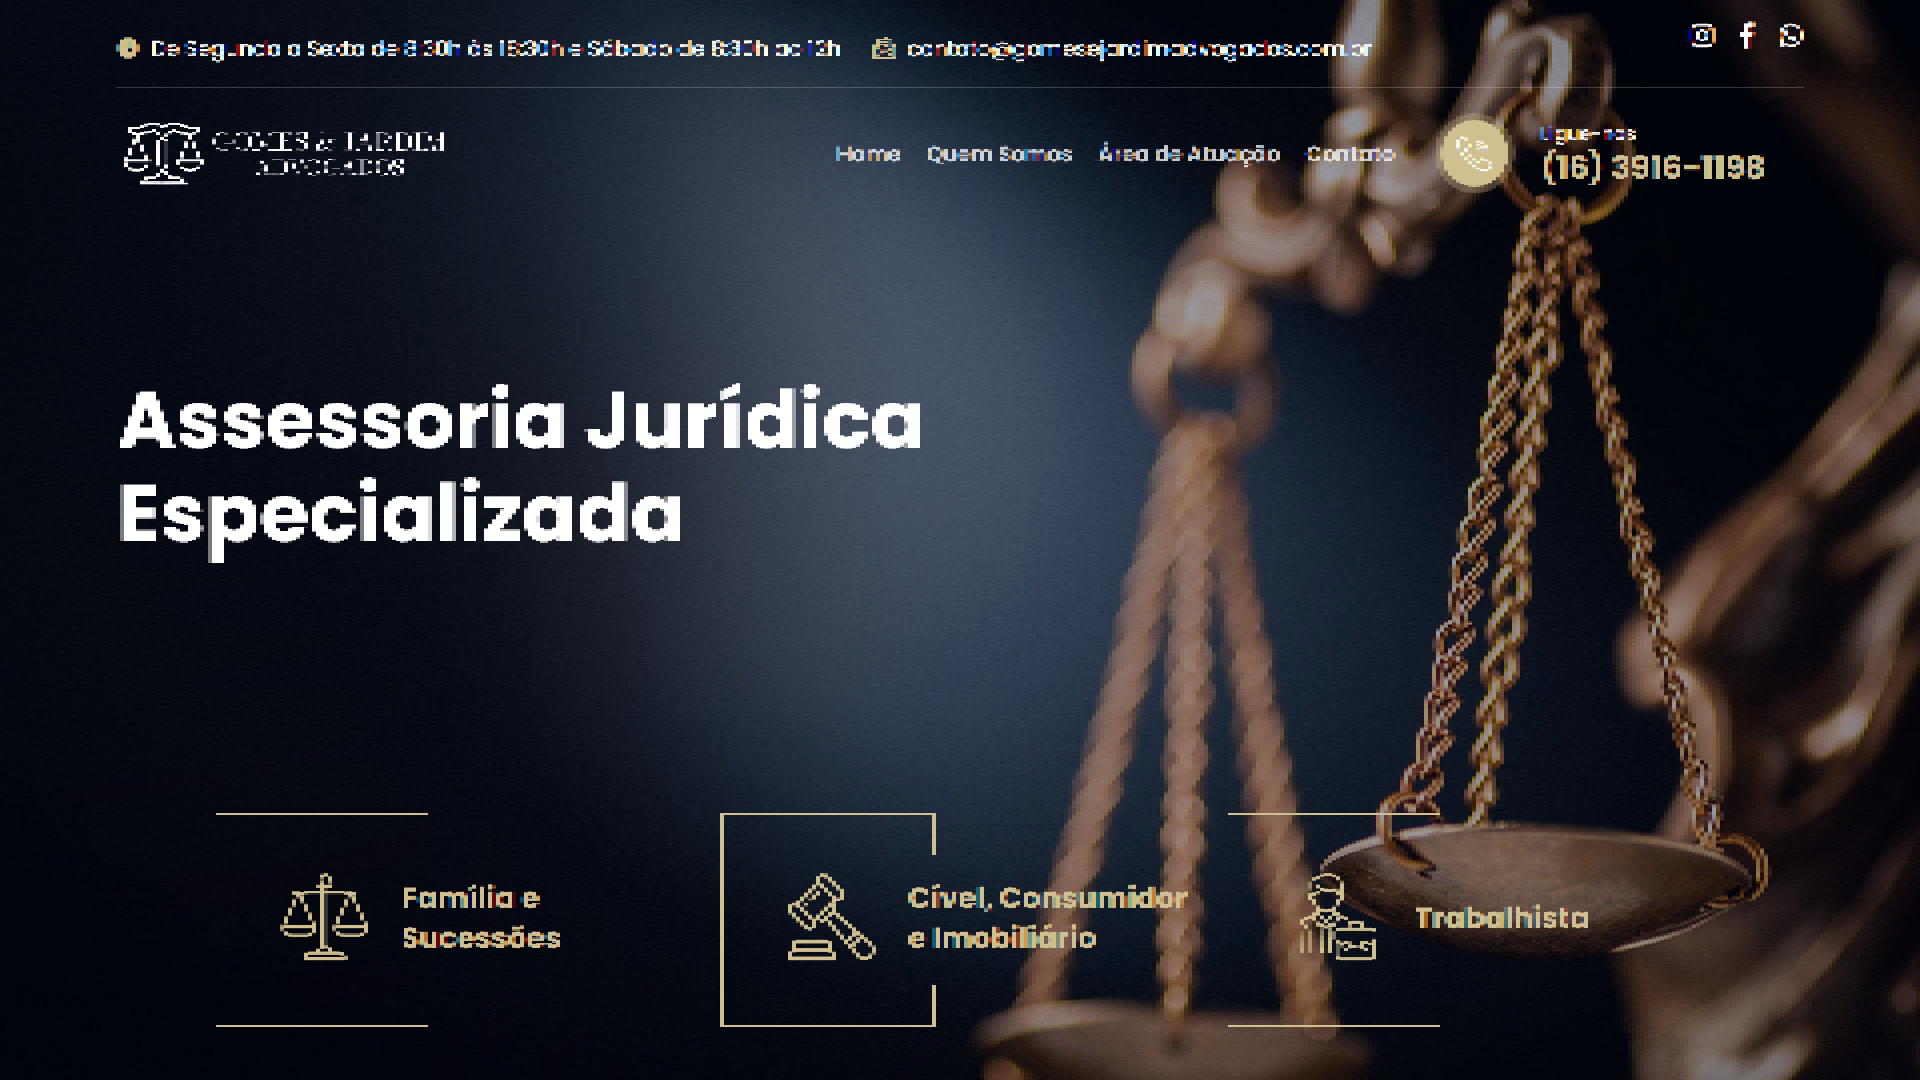 De Segunda a Sexta de 8:30h às 18:30h e Sábado de 8:30h ao 13h
contato@gomesejardimadvogados.com.br
GOMES & JARDIM
ADVOGADOS
Home
Quem Somos
Área de Atuação
Contato
Ligue-nos
(16) 3916-1198
Assessoria Jurídica
Especializada
Família e
Sucessões
Cível, Consumidor
e Imobiliário
Trabalhista